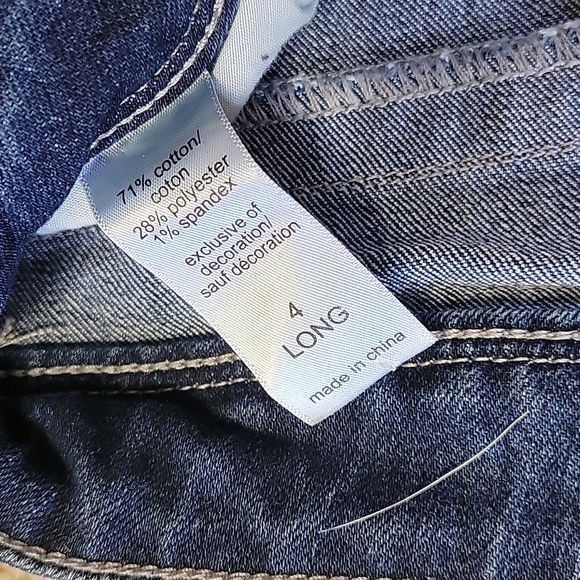 71% cotton/
coton
28% polyester
1% spandex
exclusive of
decoration/
sauf décoration
4
LONG
made in china